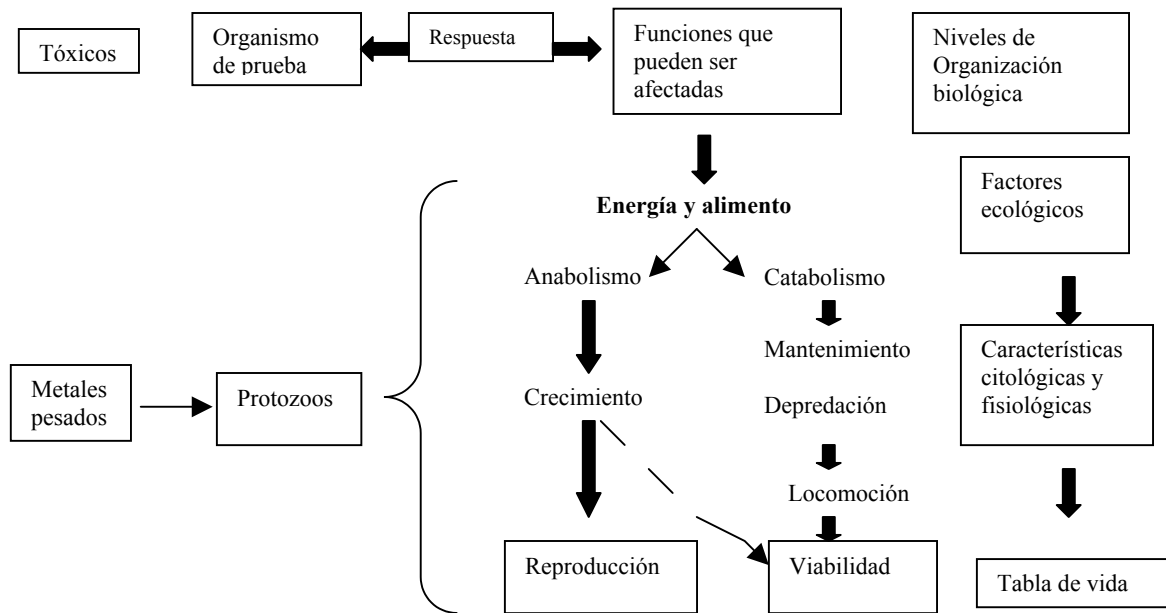 Tóxicos
Organismo
de prueba
Respuesta
Funciones que
pueden ser
afectadas
Niveles de
Organización
biológica
Energía y alimento
Factores
ecológicos
Anabolismo
Catabolismo
Mantenimiento
Características
citológicas y
fisiológicas
Metales
pesados
Protozoos
Crecimiento
Depredación
Locomoción
Reproducción
Viabilidad
Tabla de vida